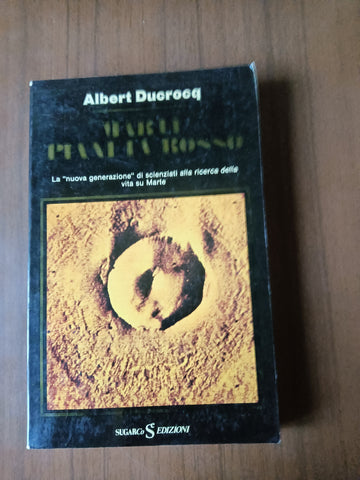 Albert Ducrocq
MARTE
PIANETA ROSSO
La "nuova generazione" di scienziati alla ricerca della
vita su Marte
SUGARCo S EDIZIONI